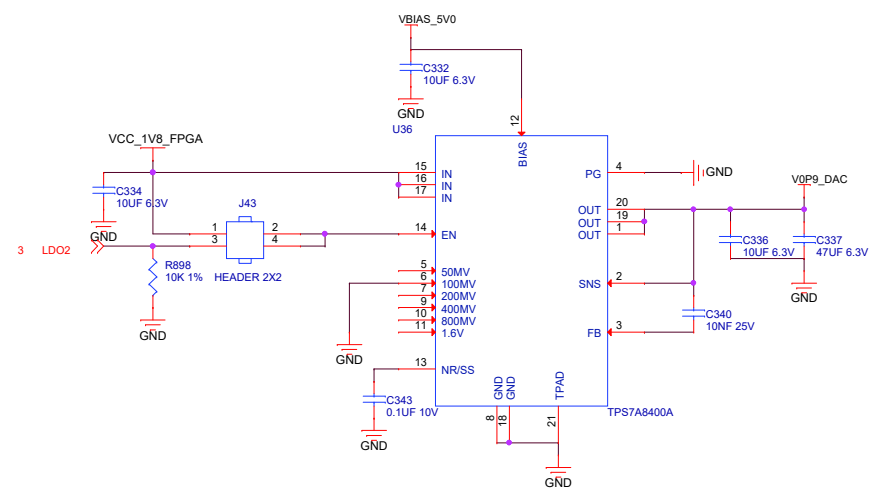 VBIAS_5V0
C332
10UF 6.3V
GND
U36
12
BIAS
VCC_1V8_FPGA
C334
10UF 6.3V
GND
15
IN
16
IN
17
IN
PG
4
GND
V0P9_DAC
OUT
20
OUT
19
OUT
1
J43
1
2
3
4
HEADER 2X2
14
EN
3
LDO2
R898
10K 1%
GND
C336
10UF 6.3V
C337
47UF 6.3V
GND
5
50MV
6
100MV
7
200MV
9
400MV
10
800MV
11
1.6V
GND
SNS
2
C340
10NF 25V
FB
3
13
NR/SS
C343
0.1UF 10V
GND
GND
GND
TPAD
8
18
21
TPS7A8400A
GND